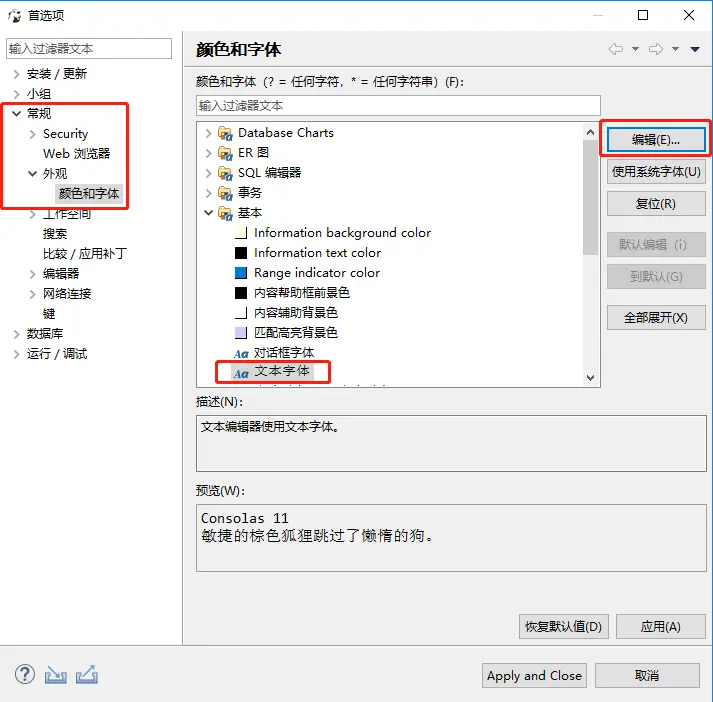 首选项
输入过滤器文本
安装 / 更新
小组
常规
Security
Web 浏览器
外观
颜色和字体
工作空间
搜索
比较 / 应用补丁
编辑器
网络连接
键
数据库
运行 / 调试
颜色和字体
颜色和字体（? = 任何字符，* = 任何字符串）(F):
输入过滤器文本
Database Charts
ER 图
SQL 编辑器
事务
基本
Information background color
Information text color
Range indicator color
内容帮助框前景色
内容辅助背景色
匹配高亮背景色
Aa 对话框字体
Aa 文本字体
编辑(E)...
使用系统字体(U)
复位(R)
默认编辑（i）
到默认(G)
全部展开(X)
描述(N):
文本编辑器使用文本字体。
预览(W):
Consolas 11
敏捷的棕色狐狸跳过了懒惰的狗。
恢复默认值(D)
应用(A)
Apply and Close
取消